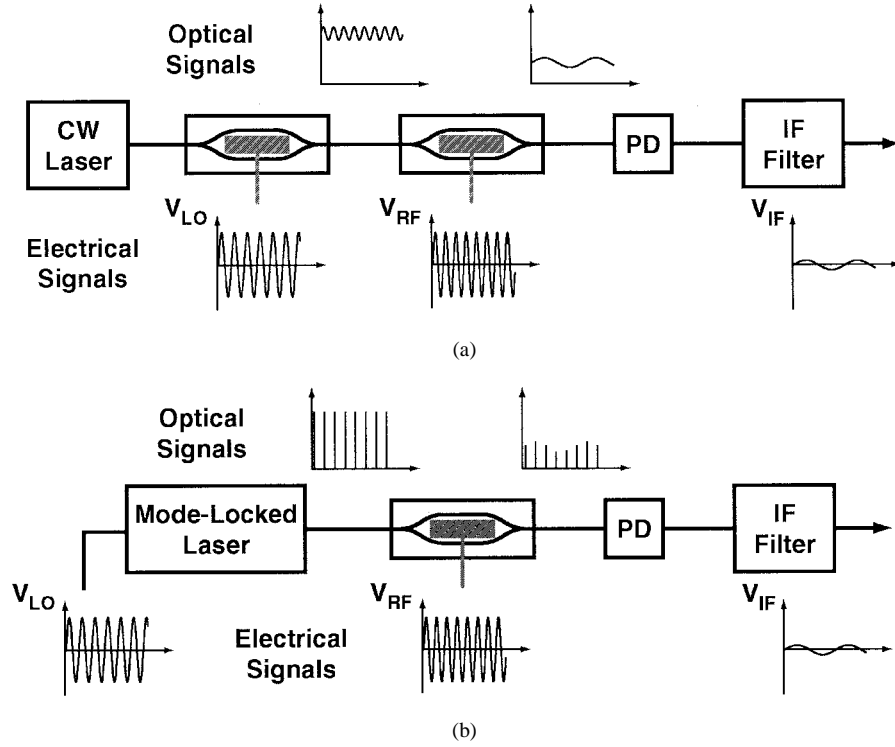 Optical
Signals
CW
Laser
PD
IF
Filter
V_LO
V_RF
V_IF
Electrical
Signals
(a)
Optical
Signals
Mode-Locked
Laser
PD
IF
Filter
V_LO
V_RF
V_IF
Electrical
Signals
(b)